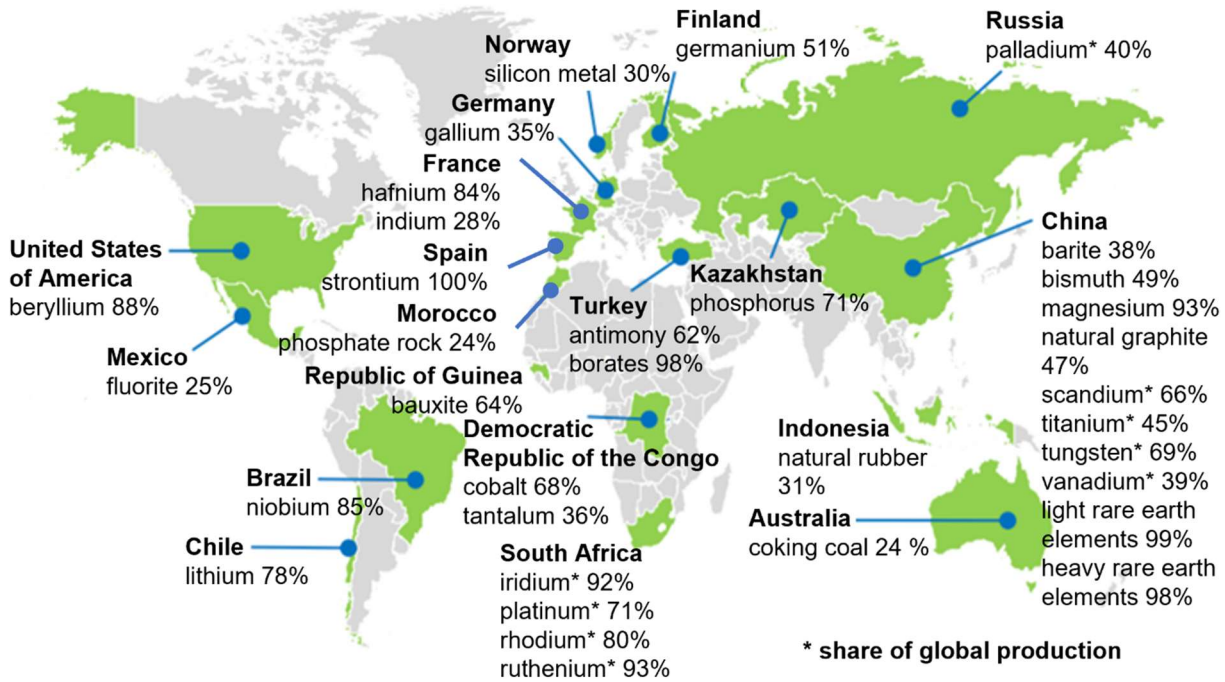 Finland
germanium 51%
Russia
palladium* 40%
Norway
silicon metal 30%
Germany
gallium 35%
France
hafnium 84%
indium 28%
Spain
strontium 100%
Morocco
phosphate rock 24%
United States
of America
beryllium 88%
Mexico
fluorite 25%
Turkey
antimony 62%
borates 98%
Kazakhstan
phosphorus 71%
China
barite 38%
bismuth 49%
magnesium 93%
natural graphite
47%
scandium* 66%
titanium* 45%
tungsten* 69%
vanadium* 39%
light rare earth
elements 99%
heavy rare earth
elements 98%
Republic of Guinea
bauxite 64%
Democratic
Republic of the Congo
cobalt 68%
tantalum 36%
Indonesia
natural rubber
31%
Brazil
niobium 85%
Chile
lithium 78%
Australia
coking coal 24 %
South Africa
iridium* 92%
platinum* 71%
rhodium* 80%
ruthenium* 93%
* share of global production